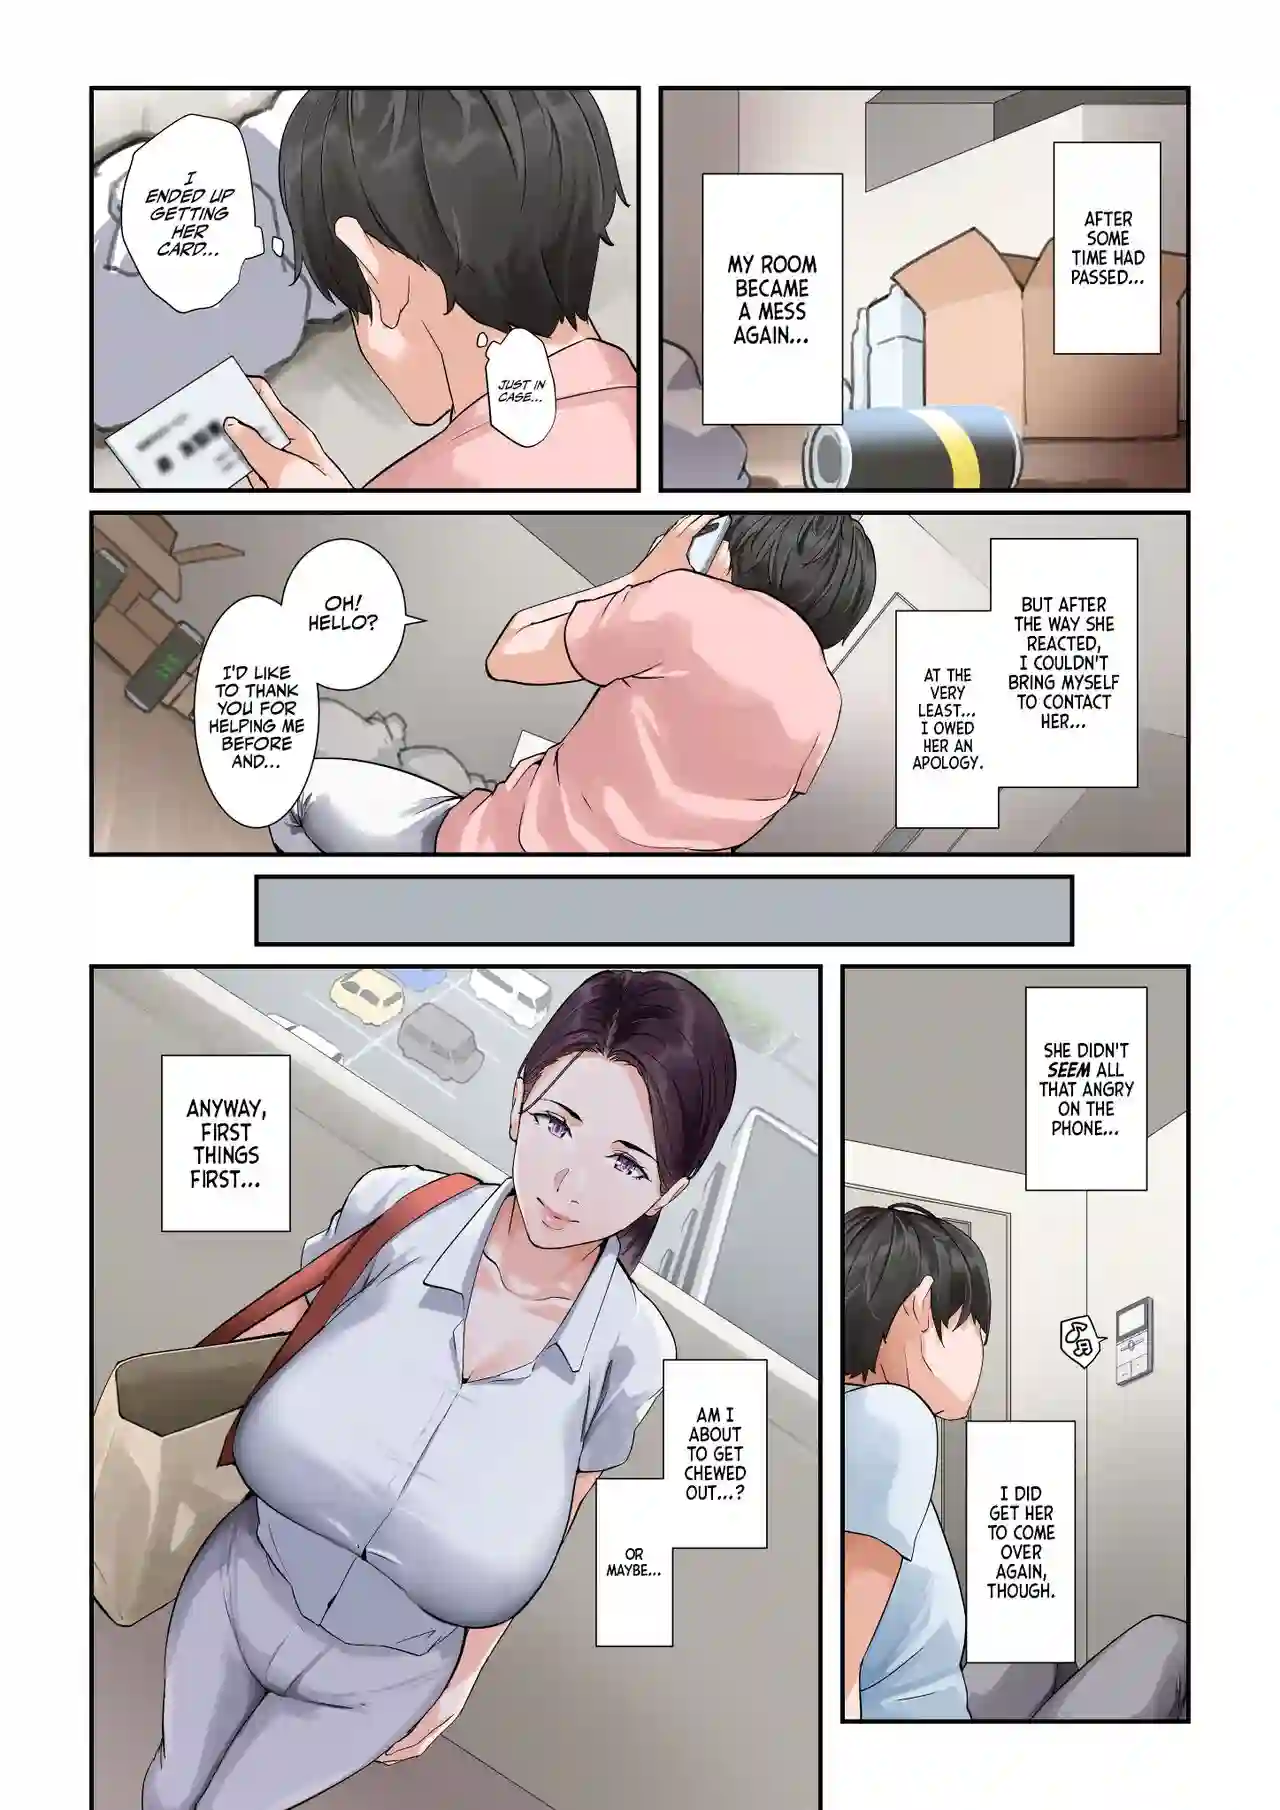 AFTER
SOME
TIME HAD
PASSED...
MY ROOM
BECAME
A MESS
AGAIN...
I
ENDED UP
GETTING
HER
CARD...
JUST IN
CASE...
BUT AFTER
THE WAY SHE
REACTED,
I COULDN'T
BRING MYSELF
TO CONTACT
HER...
AT THE
VERY
LEAST...
I OWED
HER AN
APOLOGY.
OH!
HELLO?
I'D LIKE
TO THANK
YOU FOR
HELPING ME
BEFORE
AND...
SHE DIDN'T
SEEM ALL
THAT ANGRY
ON THE
PHONE...
I DID
GET HER
TO COME
OVER
AGAIN,
THOUGH.
ANYWAY,
FIRST
THINGS
FIRST...
AM I
ABOUT
TO GET
CHEWED
OUT...?
OR
MAYBE...